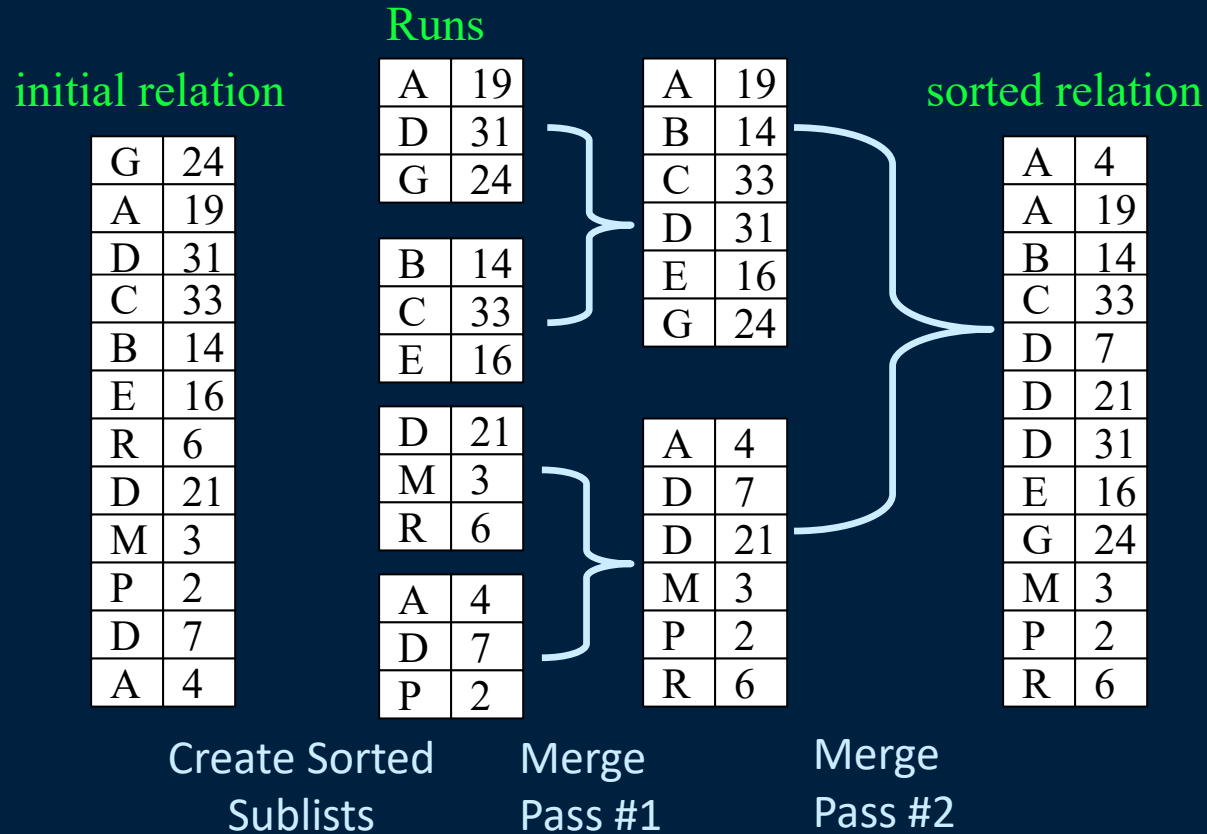 Runs
initial relation
sorted relation
G 24
A 19
D 31
C 33
B 14
E 16
R 6
D 21
M 3
P 2
D 7
A 4
A 19
D 31
G 24
B 14
C 33
E 16
D 21
M 3
R 6
A 4
D 7
P 2
A 19
B 14
C 33
D 31
E 16
G 24
A 4
D 7
D 21
M 3
P 2
R 6
A 4
A 19
B 14
C 33
D 7
D 21
D 31
E 16
G 24
M 3
P 2
R 6
Create Sorted
Sublists
Merge
Pass #1
Merge
Pass #2